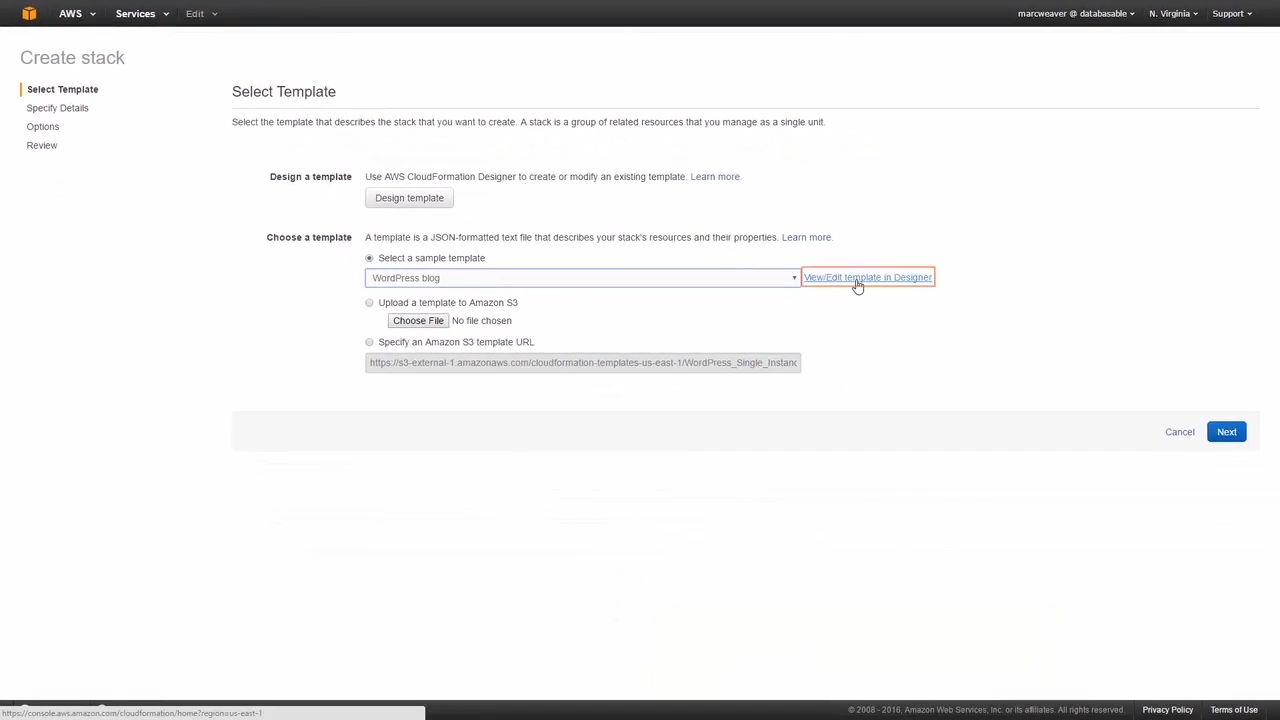 AWS Services Edit marcweaver @ databasable N. Virginia Support
Create stack
Select Template
Specify Details
Options
Review
Select Template
Select the template that describes the stack that you want to create. A stack is a group of related resources that you manage as a single unit.
Design a template Use AWS CloudFormation Designer to create or modify an existing template. Learn more.
Design template
Choose a template A template is a JSON-formatted text file that describes your stack's resources and their properties. Learn more.
Select a sample template
WordPress blog View/Edit template in Designer
Upload a template to Amazon S3
Choose File No file chosen
Specify an Amazon S3 template URL
https://s3-external-1.amazonaws.com/cloudformation-templates-us-east-1/WordPress_Single_Instanc
Cancel Next
https://console.aws.amazon.com/cloudformation/home?region=us-east-1
© 2008 - 2016, Amazon Web Services, Inc. or its affiliates. All rights reserved. Privacy Policy Terms of Use